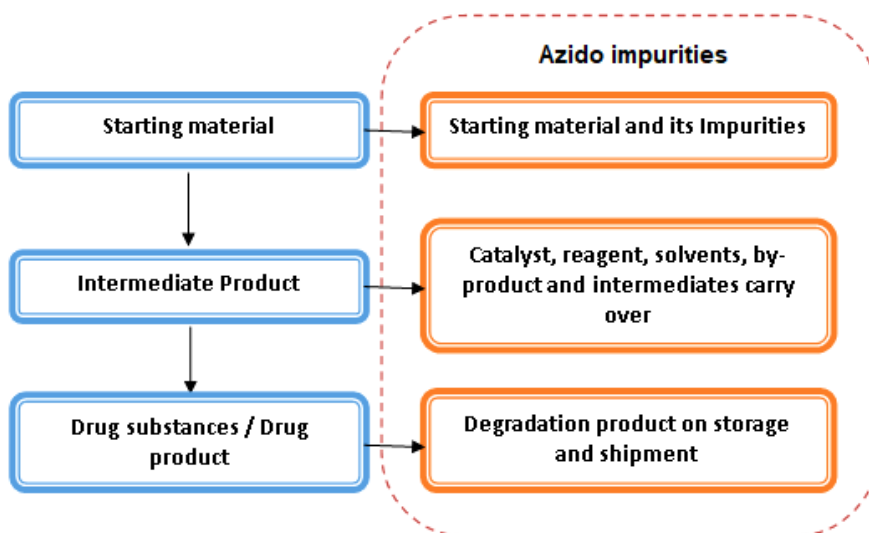 Azido impurities
Starting material
Starting material and its Impurities
Intermediate Product
Catalyst, reagent, solvents, by-
product and intermediates carry
over
Drug substances / Drug
product
Degradation product on storage
and shipment